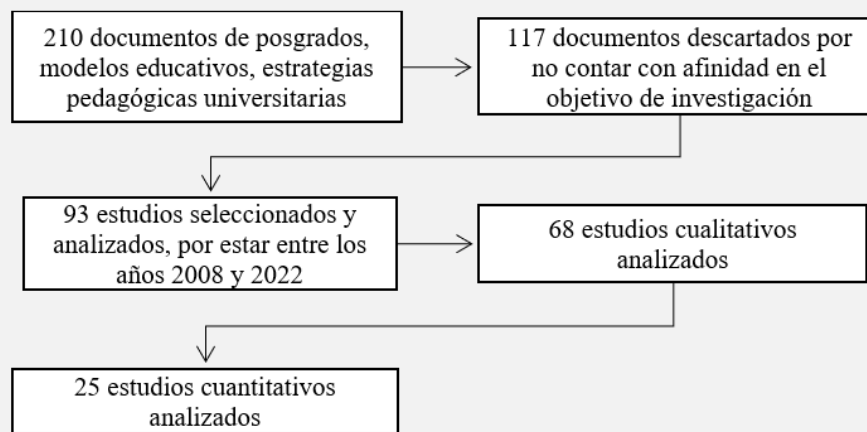 210 documentos de posgrados,
modelos educativos, estrategias
pedagógicas universitarias
117 documentos descartados por
no contar con afinidad en el
objetivo de investigación
93 estudios seleccionados y
analizados, por estar entre los
años 2008 y 2022
68 estudios cualitativos
analizados
25 estudios cuantitativos
analizados